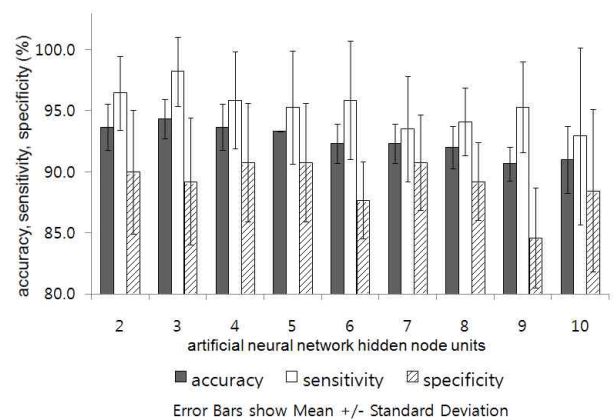 accuracy, sensitivity, specificity (%)
100.0
95.0
90.0
85.0
80.0
2 3 4 5 6 7 8 9 10
artificial neural network hidden node units
accuracy sensitivity specificity
Error Bars show Mean +/- Standard Deviation